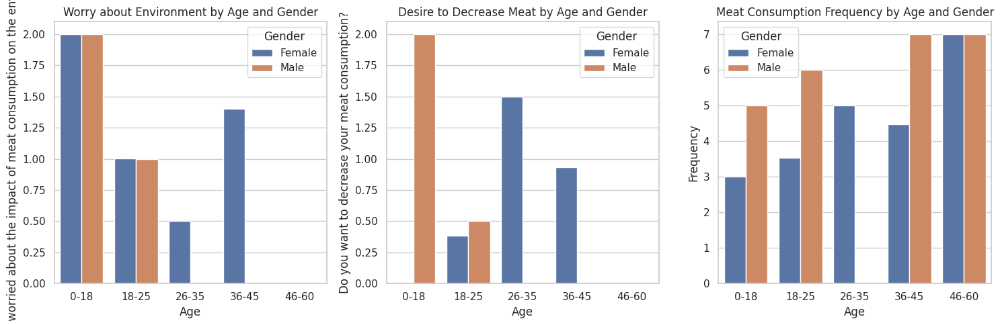 Worry about Environment by Age and Gender
worried about the impact of meat consumption on the
2.00
1.75
1.50
1.25
1.00
0.75
0.50
0.25
0.00
Gender
Female
Male
0-18
18-25
26-35
36-45
46-60
Age
Desire to Decrease Meat by Age and Gender
Do you want to decrease your meat consumption?
2.00
1.75
1.50
1.25
1.00
0.75
0.50
0.25
0.00
Gender
Female
Male
0-18
18-25
26-35
36-45
46-60
Age
Meat Consumption Frequency by Age and Gender
Frequency
7
6
5
4
3
2
1
0
Gender
Female
Male
0-18
18-25
26-35
36-45
46-60
Age